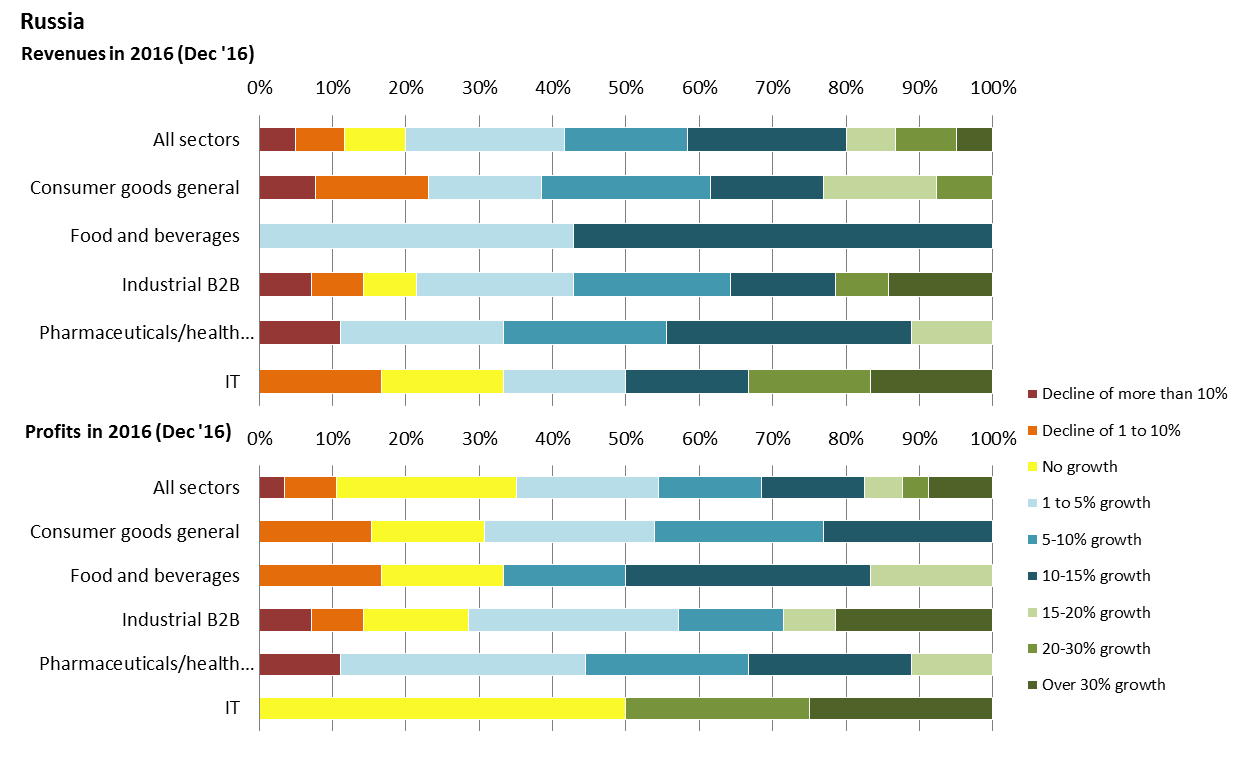 Russia
Revenues in 2016 (Dec '16)
0% 10% 20% 30% 40% 50% 60% 70% 80% 90% 100%
All sectors
Consumer goods general
Food and beverages
Industrial B2B
Pharmaceuticals/health...
IT
Profits in 2016 (Dec '16) 0% 10% 20% 30% 40% 50% 60% 70% 80% 90% 100%
All sectors
Consumer goods general
Food and beverages
Industrial B2B
Pharmaceuticals/health...
IT
Decline of more than 10%
Decline of 1 to 10%
No growth
1 to 5% growth
5-10% growth
10-15% growth
15-20% growth
20-30% growth
Over 30% growth